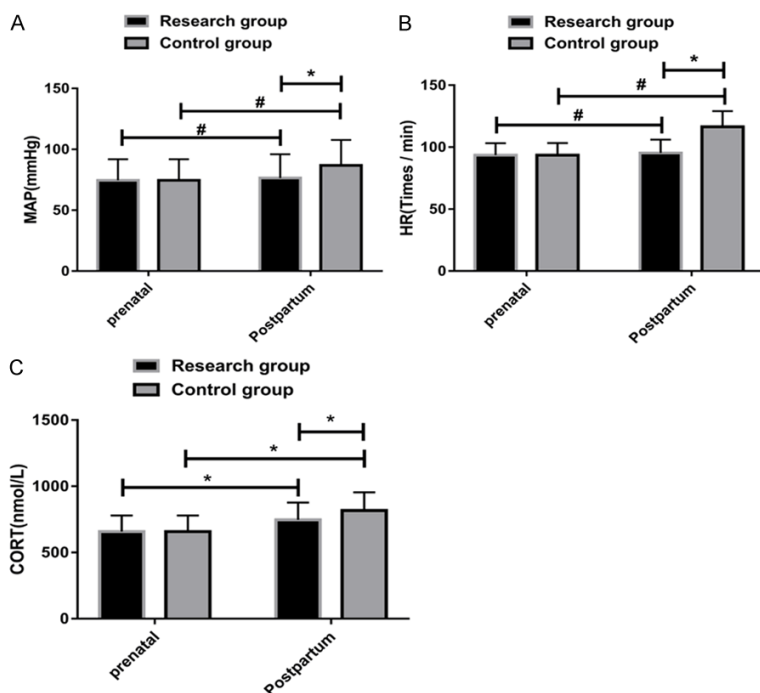 A
Research group
Control group
150
100
50
0
MAP(mmHg)
*
#
#
prenatal
Postpartum
B
Research group
Control group
150
100
50
0
HR(Times / min)
*
#
#
prenatal
Postpartum
C
Research group
Control group
1500
1000
500
0
CORT(nmol/L)
*
*
*
prenatal
Postpartum